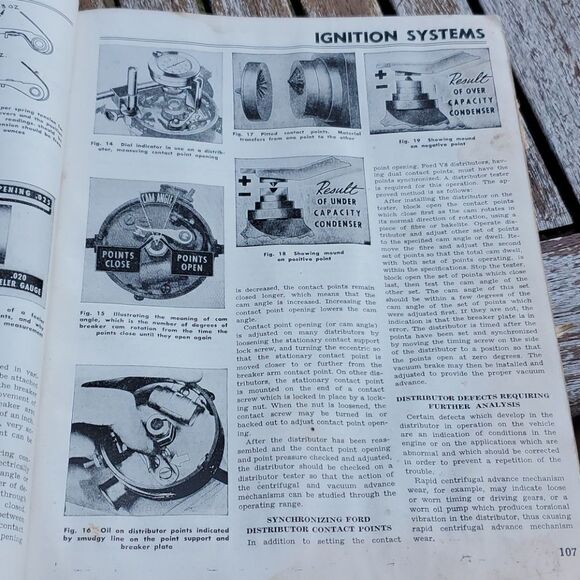 IGNITION SYSTEMS
oz.
oz
spring tension
ounces
OPENING .022
.020
GAUGE
Fig. 14 Dial indicator in use on a distrib-
utor, measuring contact point opening
Fig. 17 Pitted contact points. Material
transfers from one point to the other
+
−
Result
OF OVER
CAPACITY
CONDENSER
Fig. 19 Showing mound
on negative point
CAM ANGLE
POINTS
CLOSE
POINTS
OPEN
Fig. 15 Illustrating the meaning of cam
angle, which is the number of degrees of
breaker cam rotation from the time the
points close until they open again
+
−
Result
OF UNDER
CAPACITY
CONDENSER
Fig. 18 Showing mound
on positive point
Fig. 16 Oil on distributor points indicated
by smudgy line on the point support and
breaker plate
is decreased, the contact points remain
closed longer, which means that the
cam angle is increased. Increasing the
contact point opening lowers the cam
angle.
Contact point opening (or cam angle)
is adjusted on many distributors by
loosening the stationary contact support
lock screw, and turning the eccentric so
that the stationary contact point is
moved closer to or further from the
breaker arm contact point. On other dis-
tributors, the stationary contact point
is mounted on the end of a contact
screw which is locked in place by a lock-
ing nut. When the nut is loosened, the
contact screw may be turned in or
backed out to adjust contact point open-
ing.
After the distributor has been reas-
sembled and the contact point opening
and point pressure checked and adjusted,
the distributor should be checked on a
distributor tester so that the action of
the centrifugal and vacuum advance
mechanisms can be studied through the
operating range.
SYNCHRONIZING FORD
DISTRIBUTOR CONTACT POINTS
In addition to setting the contact
point opening, Ford V8 distributors, hav-
ing dual contact points, must have the
points synchronized. A distributor tester
is required for this operation. The ap-
proved method is as follows:
After installing the distributor on the
tester, block open the contact points
which close first as the cam rotates in
its normal direction of rotation, using a
piece of fibre or bakelite. Operate dis-
tributor and adjust other set of points
to the specified cam angle or dwell. Re-
move the fibre and adjust the second
set of points so that the total cam dwell,
with both sets of points operating, is
within the specifications. Stop the tester,
block open the set of points which close
last, then test the cam angle of the
other set. The cam angle of this set
should be within a few degrees of the
cam angle of the set of points which
were adjusted first. If they are not, the
indication is that the breaker plate is in
error. The distributor is timed after the
points have been set and synchronized
by moving the timing screw on the side
of the distributor to a position so that
the points open at zero degrees. The
vacuum brake may then be installed and
adjusted to provide the proper vacuum
advance.
DISTRIBUTOR DEFECTS REQUIRING
FURTHER ANALYSIS
Certain defects which develop in the
distributor in operation on the vehicle
are an indication of conditions in the
engine or on the applications which are
abnormal and which should be corrected
in order to prevent a repetition of the
trouble.
Rapid centrifugal advance mechanism
wear, for example, may indicate loose
or worn timing or driving gears, or a
worn oil pump which produces torsional
vibration in the distributor, thus causing
rapid centrifugal advance mechanism
wear.
107